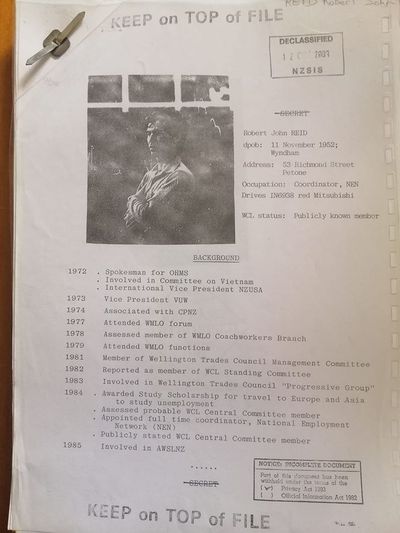 REID Robert John
KEEP on TOP of FILE
DECLASSIFIED
2003
NZSIS
SECRET
Robert John REID
dpob: 11 November 1952;
Wyndham
Address: 53 Richmond Street
Petone
Occupation: Coordinator, NEN
Drives IN6938 red Mitsubishi
WCL status: Publicly known member
BACKGROUND
1972 . Spokesman for OHMS
. Involved in Committee on Vietnam
. International Vice President NZUSA
1973 Vice President VUW
1974 Associated with CPNZ
1977 Attended WMLO forum
1978 Assessed member of WMLO Coachworkers Branch
1979 Attended WMLO functions
1981 Member of Wellington Trades Council Management Committee
1982 Reported as member of WCL Standing Committee
1983 Involved in Wellington Trades Council "Progressive Group"
1984 . Awarded Study Scholarship for travel to Europe and Asia
to study unemployment
. Assessed probable WCL Central Committee member
. Appointed full time coordinator, National Employment
Network (NEN)
. Publicly stated WCL Central Committee member
1985 Involved in AWSLNZ
......
SECRET
NOTICE: INCOMPLETE DOCUMENT
Part of this document has been
withheld under the terms of the
(✓) Privacy Act 1993
( ) Official Information Act 1982
KEEP on TOP of FILE